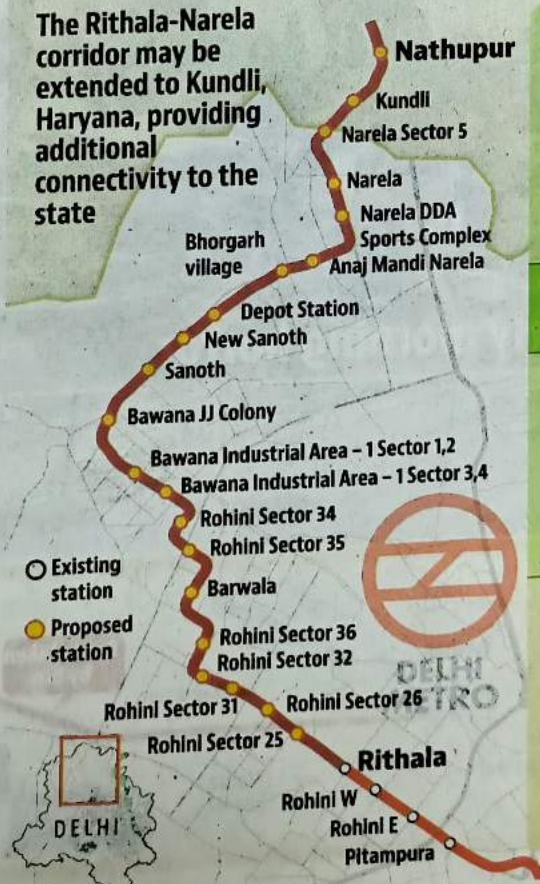 The Rithala-Narela
corridor may be
extended to Kundli,
Haryana, providing
additional
connectivity to the
state
Nathupur
Kundli
Narela Sector 5
Narela
Narela DDA
Sports Complex
Bhorgarh
village
Anaj Mandi Narela
Depot Station
New Sanoth
Sanoth
Bawana JJ Colony
Bawana Industrial Area – 1 Sector 1,2
Bawana Industrial Area – 1 Sector 3,4
Rohini Sector 34
Rohini Sector 35
Existing
station
Barwala
Proposed
station
Rohini Sector 36
Rohini Sector 32
DELHI
METRO
Rohini Sector 31
Rohini Sector 26
Rohini Sector 25
Rithala
Rohini W
DELHI
Rohini E
Pitampura